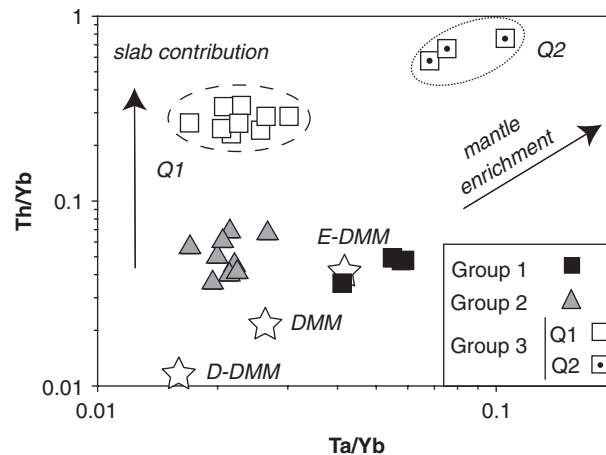 1
slab contribution
Q2
Q1
mantle
enrichment
Th/Yb
0.1
E-DMM
DMM
D-DMM
Group 1
Group 2
Group 3
Q1
Q2
0.01
0.01
0.1
Ta/Yb